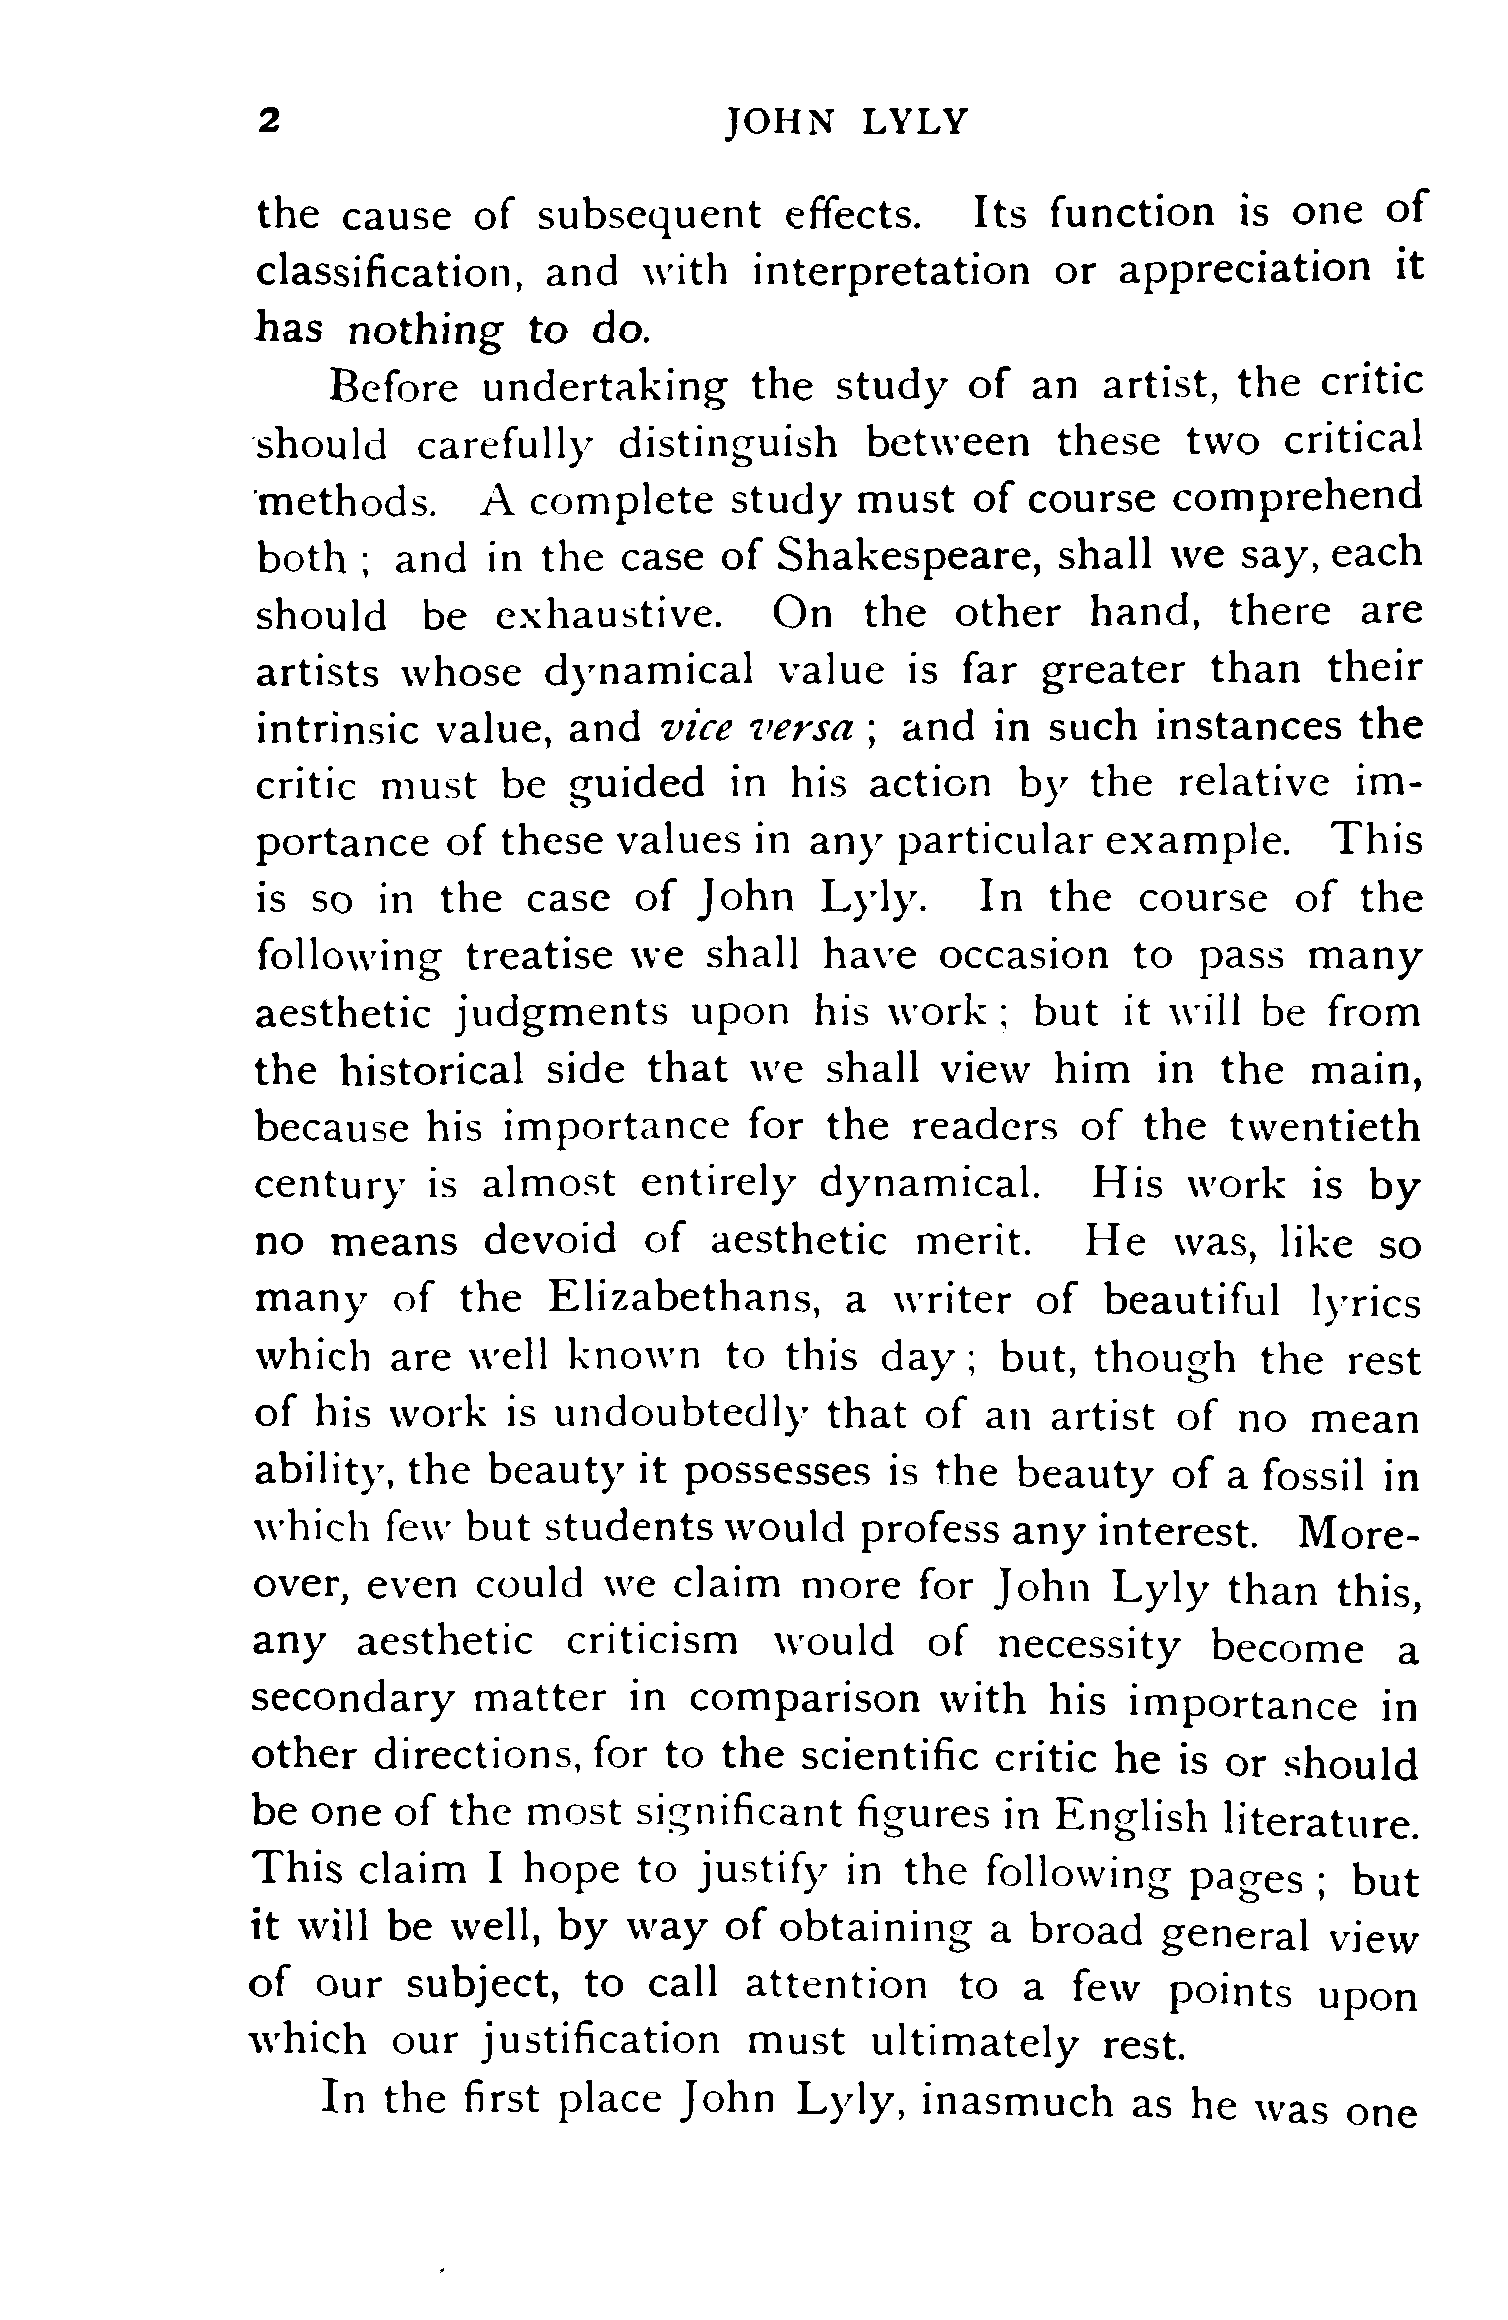 2 JOHN LYLY
the cause of subsequent effects. Its function is one of
classification, and with interpretation or appreciation it
has nothing to do.
Before undertaking the study of an artist, the critic
should carefully distinguish between these two critical
methods. A complete study must of course comprehend
both ; and in the case of Shakespeare, shall we say, each
should be exhaustive. On the other hand, there are
artists whose dynamical value is far greater than their
intrinsic value, and vice versa ; and in such instances the
critic must be guided in his action by the relative im-
portance of these values in any particular example. This
is so in the case of John Lyly. In the course of the
following treatise we shall have occasion to pass many
aesthetic judgments upon his work ; but it will be from
the historical side that we shall view him in the main,
because his importance for the readers of the twentieth
century is almost entirely dynamical. His work is by
no means devoid of aesthetic merit. He was, like so
many of the Elizabethans, a writer of beautiful lyrics
which are well known to this day ; but, though the rest
of his work is undoubtedly that of an artist of no mean
ability, the beauty it possesses is the beauty of a fossil in
which few but students would profess any interest. More-
over, even could we claim more for John Lyly than this,
any aesthetic criticism would of necessity become a
secondary matter in comparison with his importance in
other directions, for to the scientific critic he is or should
be one of the most significant figures in English literature.
This claim I hope to justify in the following pages ; but
it will be well, by way of obtaining a broad general view
of our subject, to call attention to a few points upon
which our justification must ultimately rest.
In the first place John Lyly, inasmuch as he was one